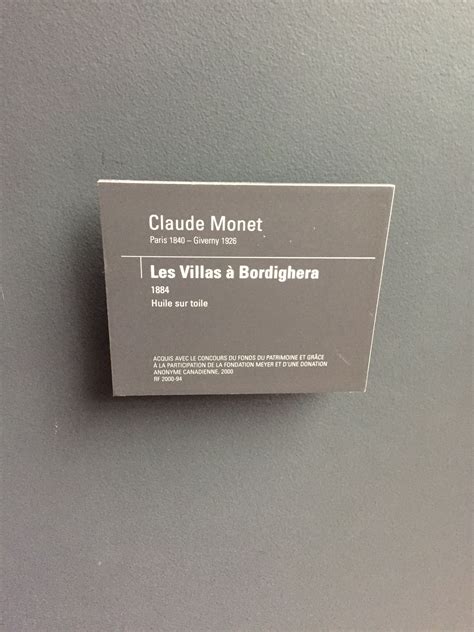 Claude Monet
Paris 1840 – Giverny 1926
Les Villas à Bordighera
1884
Huile sur toile
ACQUIS AVEC LE CONCOURS DU FONDS DU PATRIMOINE ET GRÂCE
À LA PARTICIPATION DE LA FONDATION MEYER ET D'UNE DONATION
ANONYME CANADIENNE, 2000
RF 2000-94